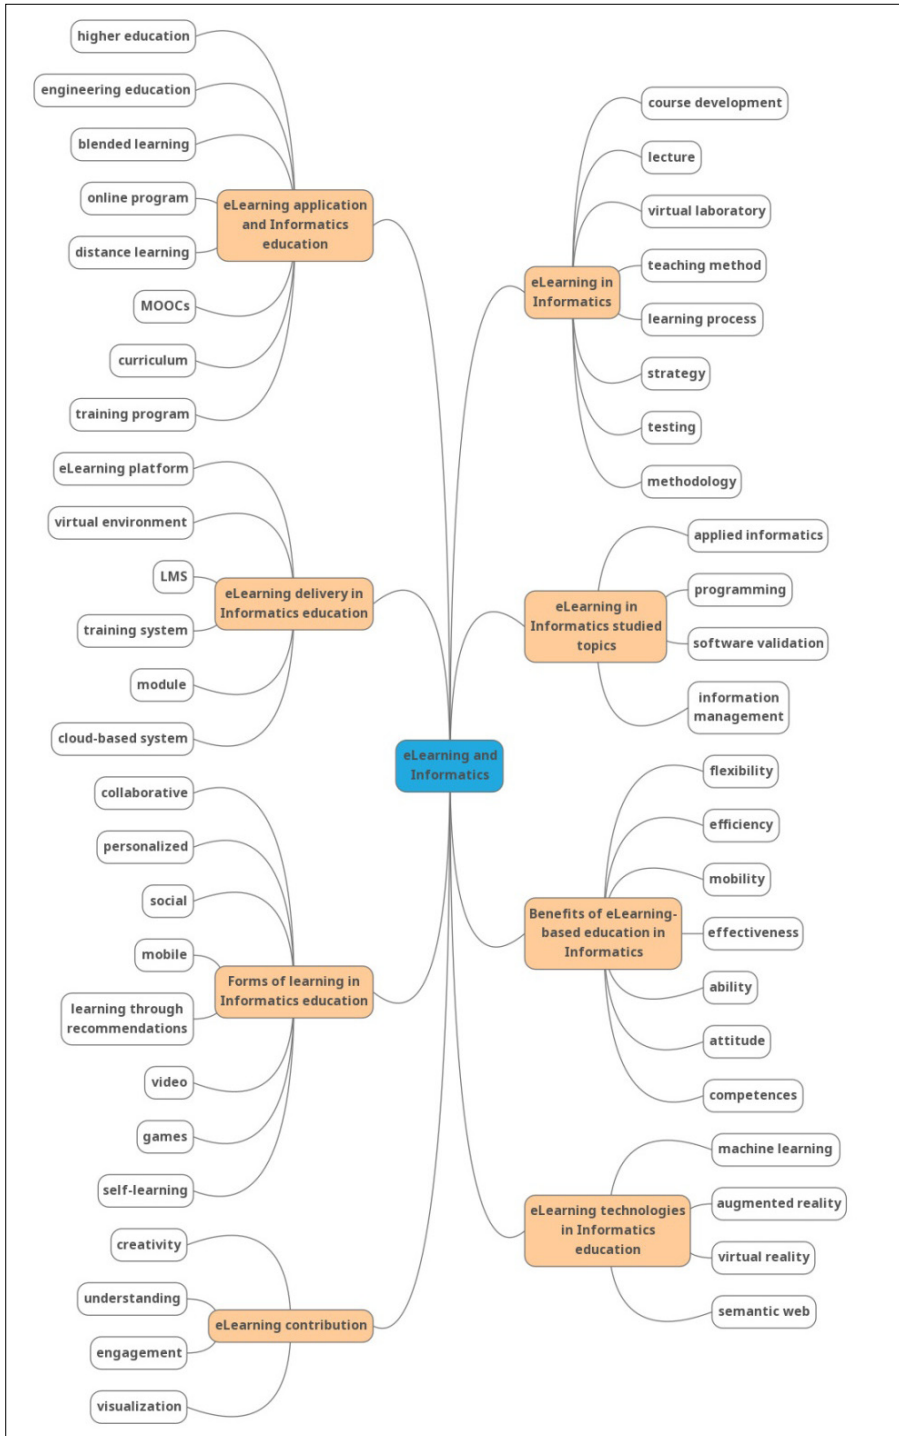 higher education
engineering education
blended learning
online program
distance learning
MOOCs
curriculum
training program
eLearning application
and Informatics
education
eLearning platform
virtual environment
LMS
training system
module
cloud-based system
eLearning delivery in
Informatics education
collaborative
personalized
social
mobile
learning through
recommendations
video
games
self-learning
Forms of learning in
Informatics education
creativity
understanding
engagement
visualization
eLearning contribution
eLearning and
Informatics
eLearning in
Informatics
course development
lecture
virtual laboratory
teaching method
learning process
strategy
testing
methodology
eLearning in
Informatics studied
topics
applied informatics
programming
software validation
information
management
Benefits of eLearning-
based education in
Informatics
flexibility
efficiency
mobility
effectiveness
ability
attitude
competences
eLearning technologies
in Informatics
education
machine learning
augmented reality
virtual reality
semantic web